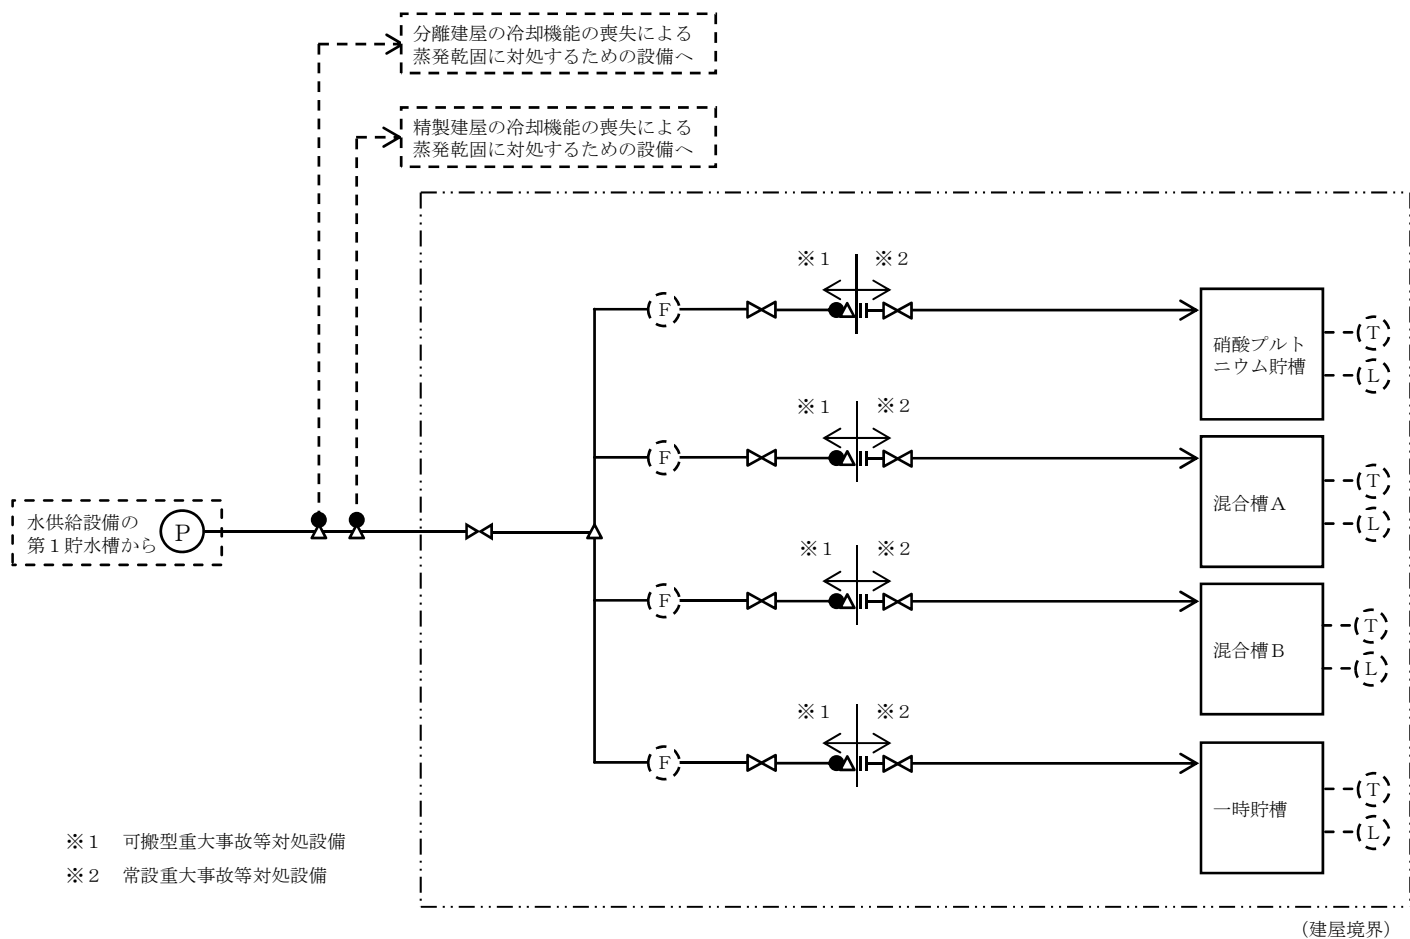 分離建屋の冷却機能の喪失による
蒸発乾固に対処するための設備へ
精製建屋の冷却機能の喪失による
蒸発乾固に対処するための設備へ
※1 ※2
F
硝酸プルト
ニウム貯槽
T
L
※1 ※2
F
混合槽A
T
L
水供給設備の
第1貯水槽から
P
※1 ※2
F
混合槽B
T
L
※1 ※2
F
一時貯槽
T
L
※1 可搬型重大事故等対処設備
※2 常設重大事故等対処設備
(建屋境界)